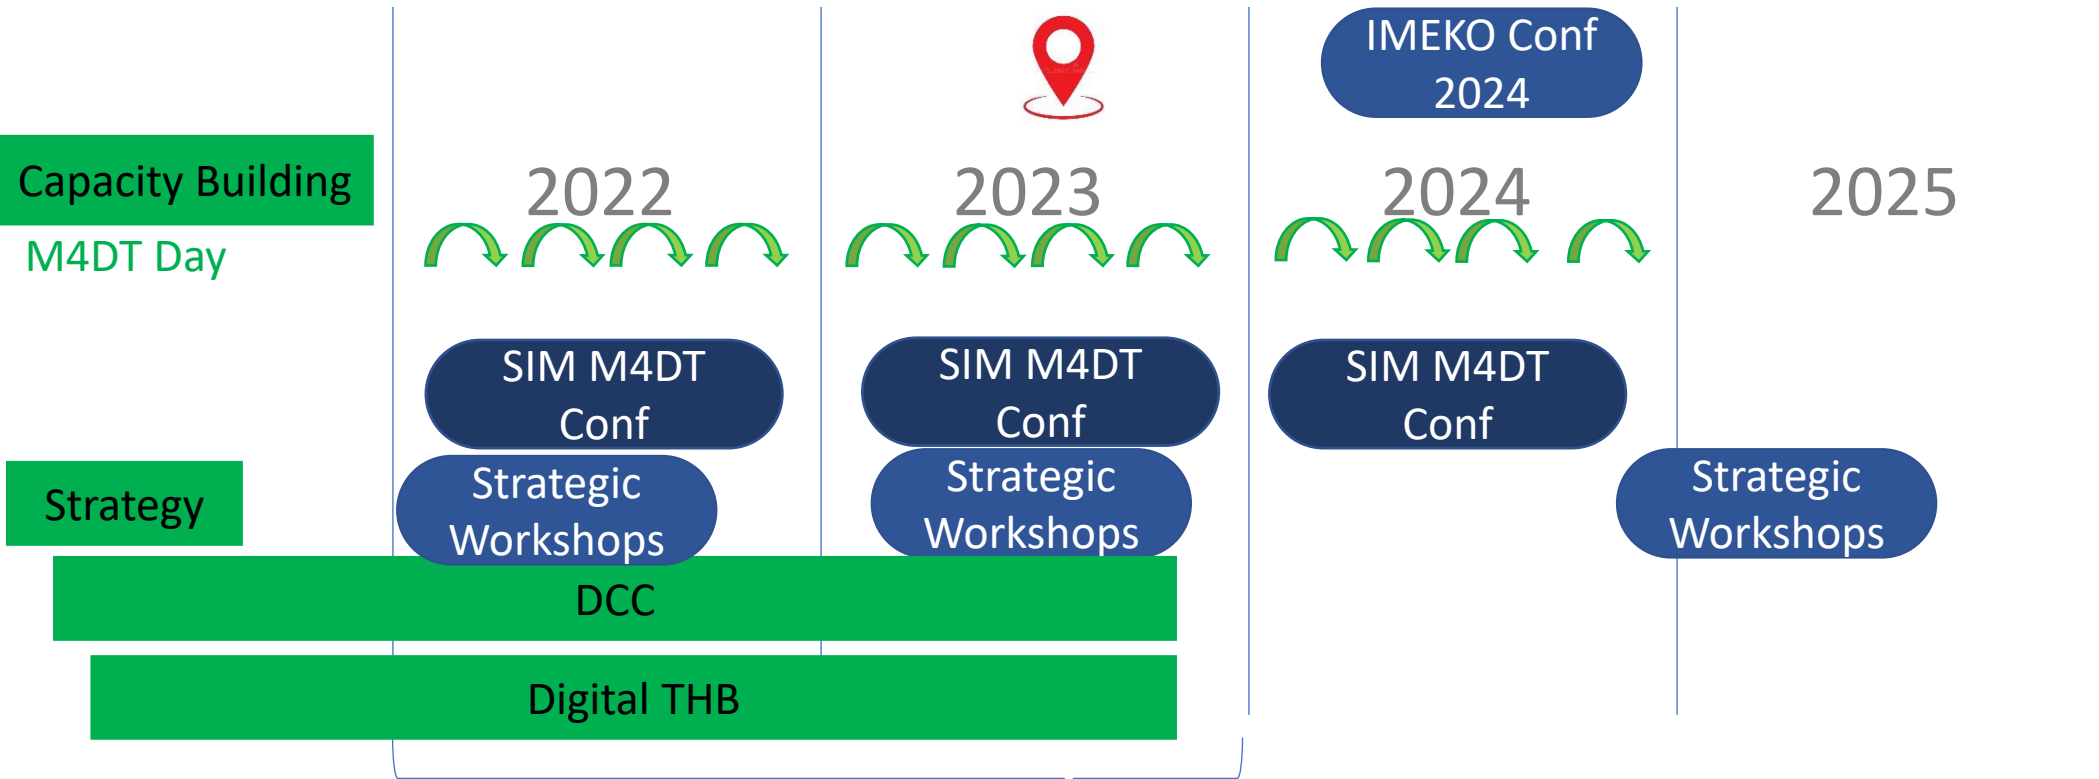 IMEKO Conf
2024
Capacity Building
2022
2023
2024
2025
M4DT Day
SIM M4DT
Conf
SIM M4DT
Conf
SIM M4DT
Conf
Strategy
Strategic
Workshops
Strategic
Workshops
Strategic
Workshops
DCC
Digital THB